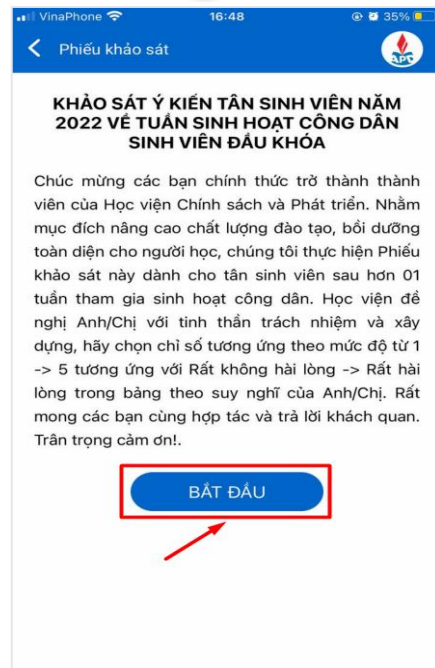 VinaPhone 16:48 35%
Phiếu khảo sát
APD
KHẢO SÁT Ý KIẾN TÂN SINH VIÊN NĂM
2022 VỀ TUẦN SINH HOẠT CÔNG DÂN
SINH VIÊN ĐẦU KHÓA
Chúc mừng các bạn chính thức trở thành thành
viên của Học viện Chính sách và Phát triển. Nhằm
mục đích nâng cao chất lượng đào tạo, bồi dưỡng
toàn diện cho người học, chúng tôi thực hiện Phiếu
khảo sát này dành cho tân sinh viên sau hơn 01
tuần tham gia sinh hoạt công dân. Học viện đề
nghị Anh/Chị với tinh thần trách nhiệm và xây
dựng, hãy chọn chỉ số tương ứng theo mức độ từ 1
-> 5 tương ứng với Rất không hài lòng -> Rất hài
lòng trong bảng theo suy nghĩ của Anh/Chị. Rất
mong các bạn cùng hợp tác và trả lời khách quan.
Trân trọng cảm ơn!.
BẮT ĐẦU